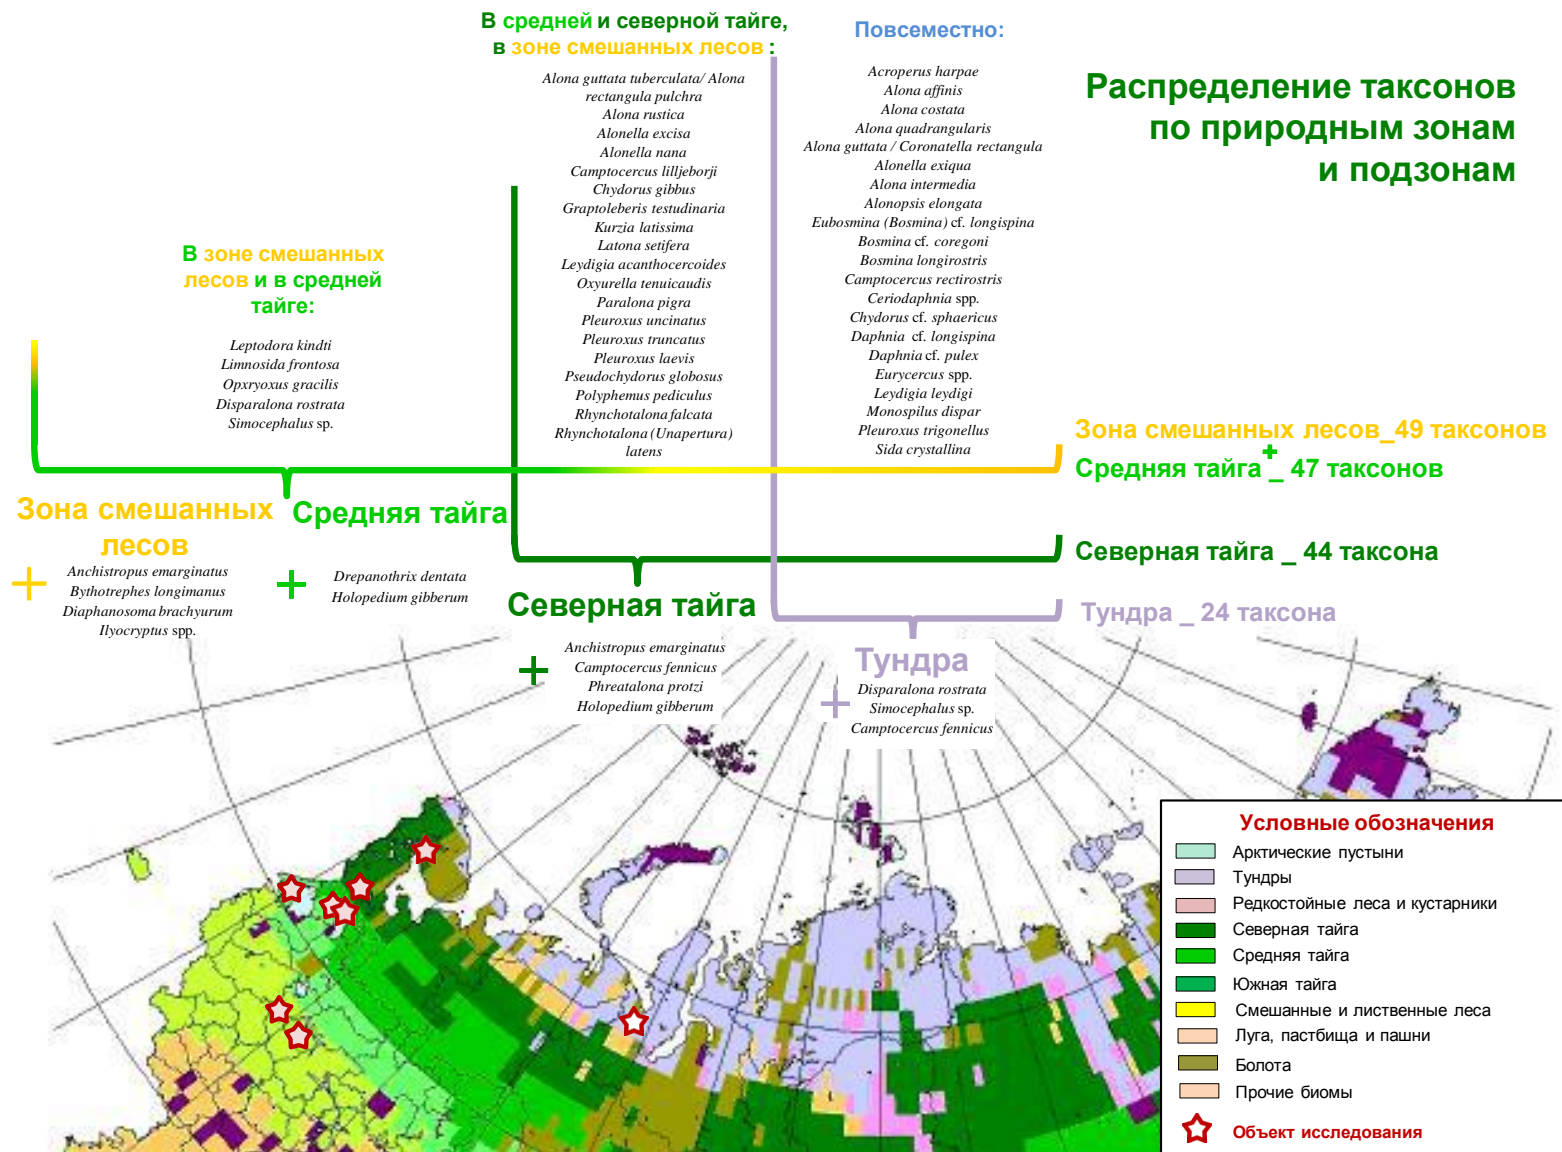 Распределение таксонов
по природным зонам
и подзонам
В зоне смешанных
лесов и в средней
тайге:
Leptodora kindti
Limnosida frontosa
Opxryoxus gracilis
Disparalona rostrata
Simocephalus sp.
В средней и северной тайге,
в зоне смешанных лесов :
Alona guttata tuberculata/ Alona
rectangula pulchra
Alona rustica
Alonella excisa
Alonella nana
Camptocercus lilljeborji
Chydorus gibbus
Graptoleberis testudinaria
Kurzia latissima
Latona setifera
Leydigia acanthocercoides
Oxyurella tenuicaudis
Paralona pigra
Pleuroxus uncinatus
Pleuroxus truncatus
Pleuroxus laevis
Pseudochydorus globosus
Polyphemus pediculus
Rhynchotalona falcata
Rhynchotalona (Unapertura)
latens
Повсеместно:
Acroperus harpae
Alona affinis
Alona costata
Alona quadrangularis
Alona guttata / Coronatella rectangula
Alonella exiqua
Alona intermedia
Alonopsis elongata
Eubosmina (Bosmina) cf. longispina
Bosmina cf. coregoni
Bosmina longirostris
Camptocercus rectirostris
Ceriodaphnia spp.
Chydorus cf. sphaericus
Daphnia cf. longispina
Daphnia cf. pulex
Eurycercus spp.
Leydigia leydigi
Monospilus dispar
Pleuroxus trigonellus
Sida crystallina
Зона смешанных лесов_49 таксонов
+
Средняя тайга _ 47 таксонов
Северная тайга _ 44 таксона
Тундра _ 24 таксона
Зона смешанных
лесов
+
Anchistropus emarginatus
Bythotrephes longimanus
Diaphanosoma brachyurum
Ilyocryptus spp.
Средняя тайга
+
Drepanothrix dentata
Holopedium gibberum
Северная тайга
+
Anchistropus emarginatus
Camptocercus fennicus
Phreatalona protzi
Holopedium gibberum
Тундра
+
Disparalona rostrata
Simocephalus sp.
Camptocercus fennicus
Условные обозначения
Арктические пустыни
Тундры
Редкостойные леса и кустарники
Северная тайга
Средняя тайга
Южная тайга
Смешанные и лиственные леса
Луга, пастбища и пашни
Болота
Прочие биомы
Объект исследования